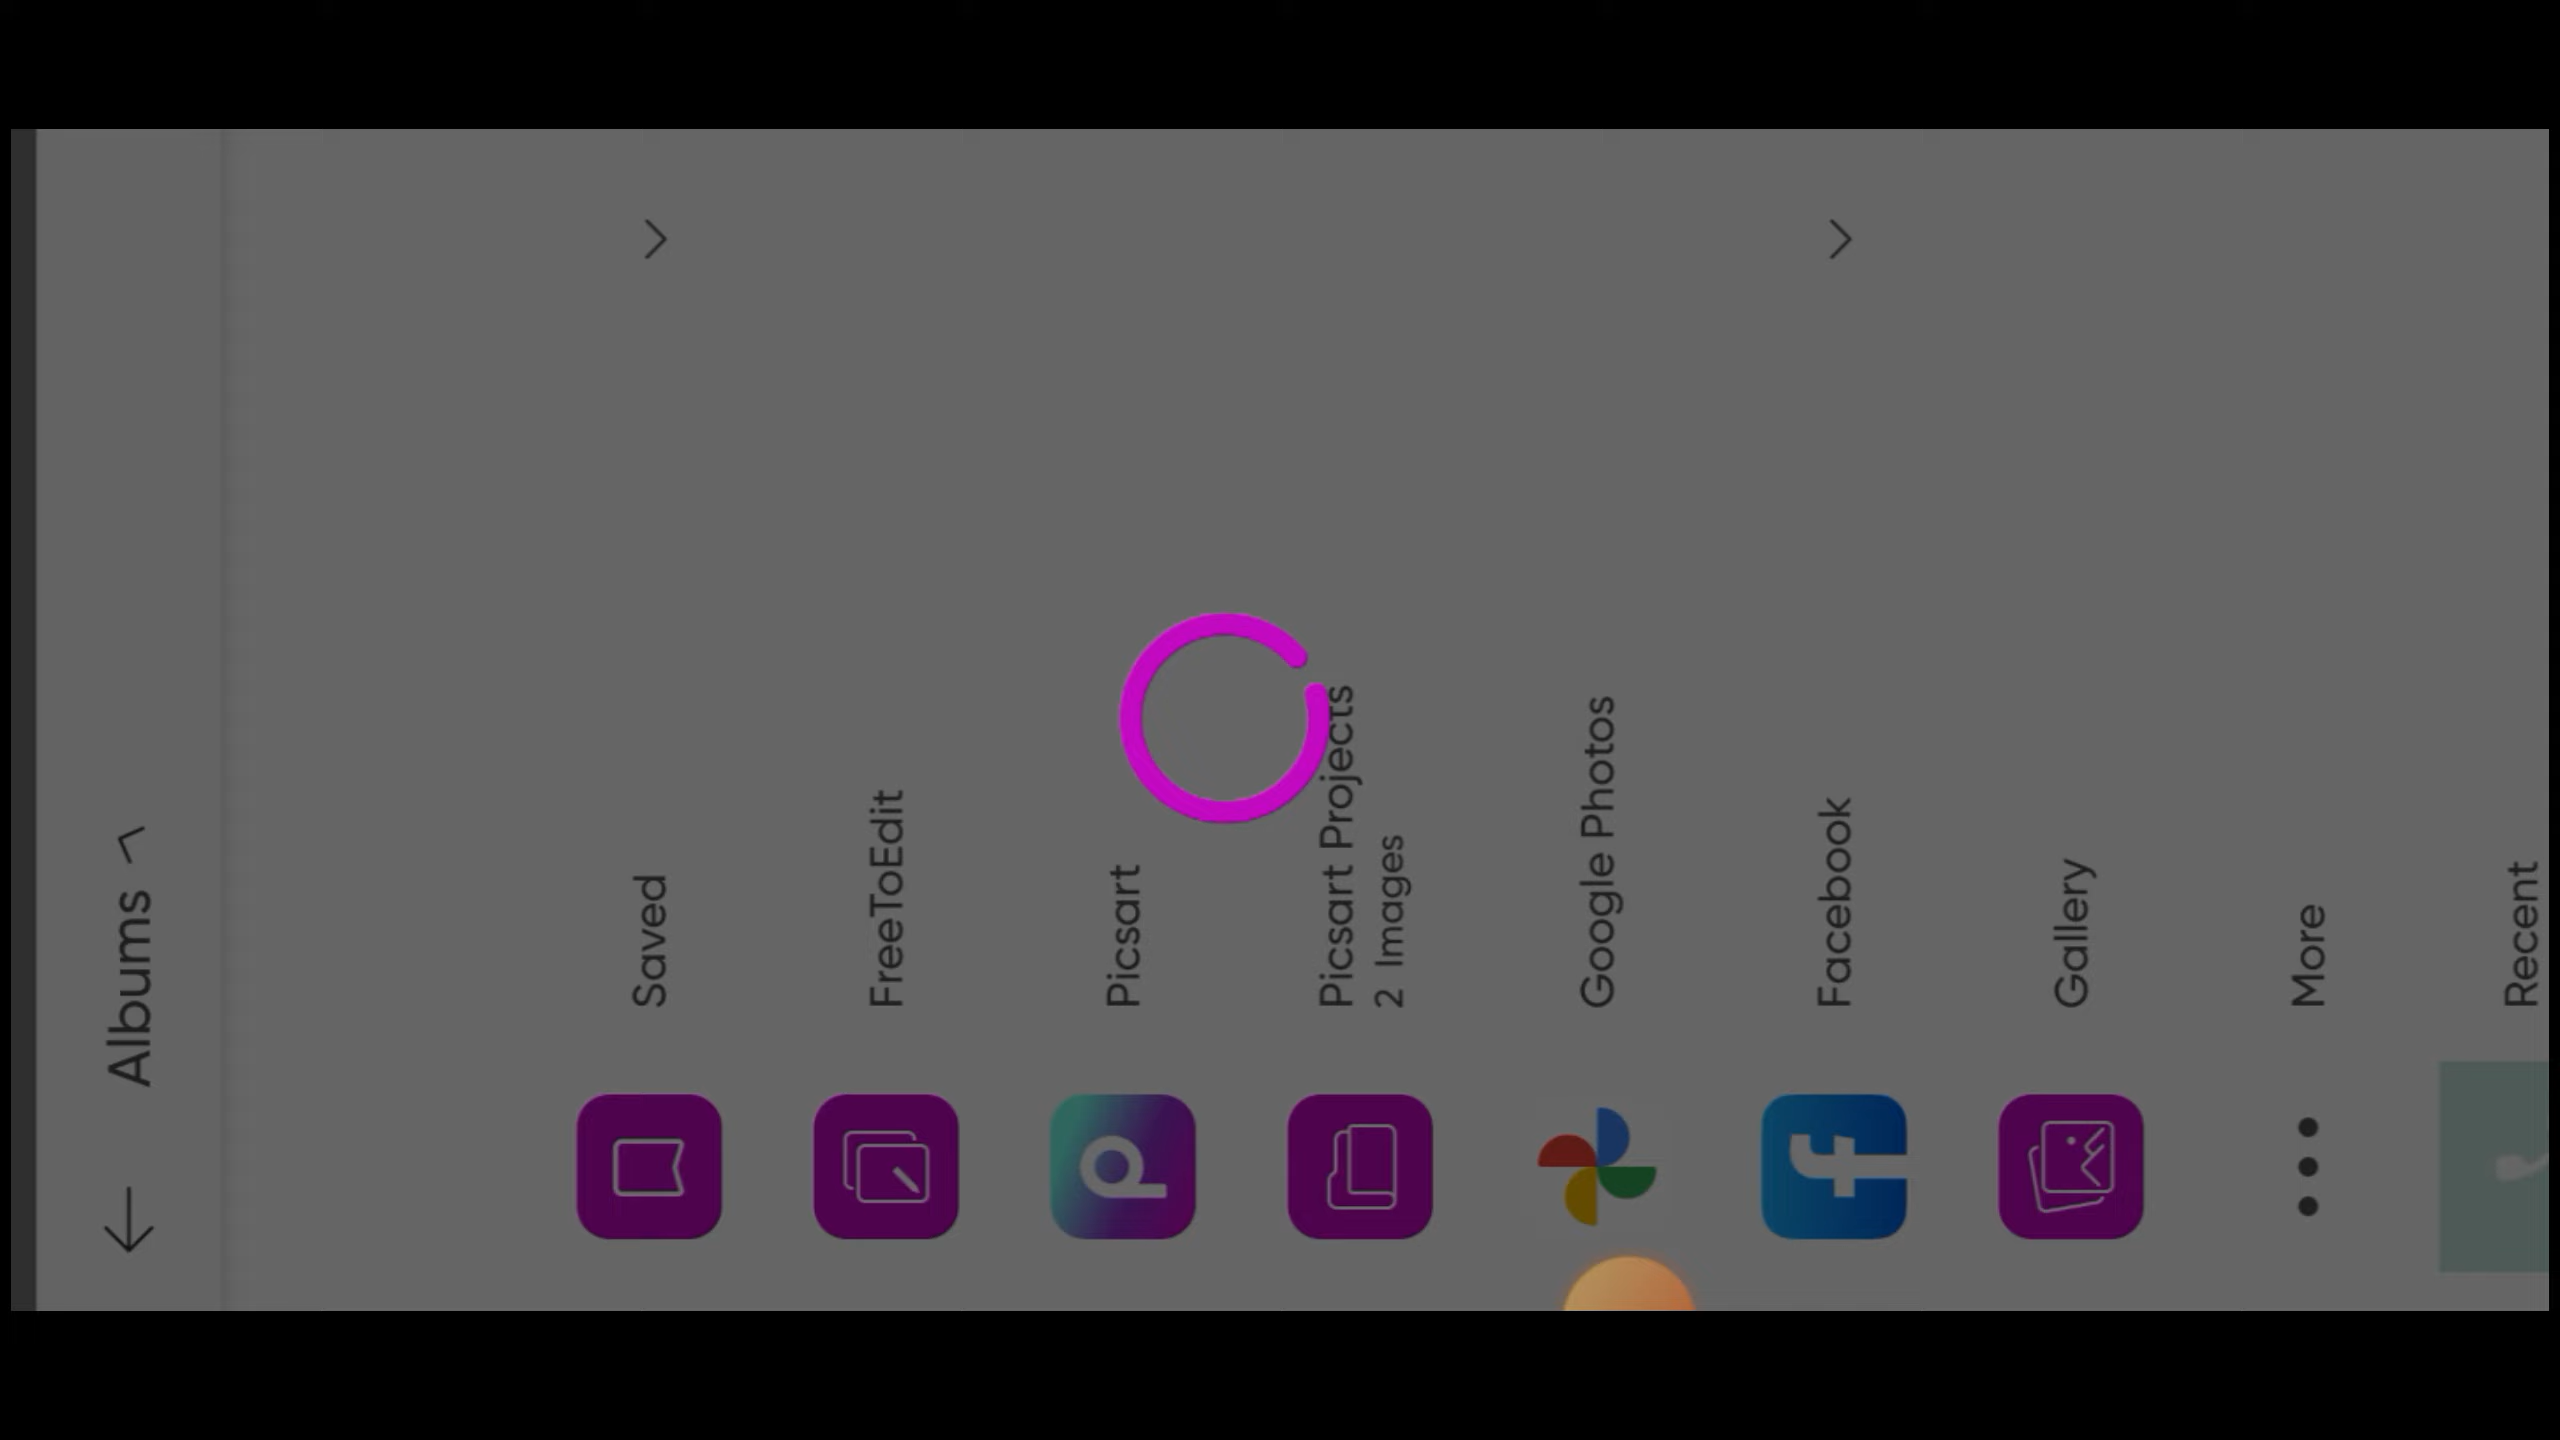 Albums
Saved
FreeToEdit
Picsart
Picsart Projects
2 Images
Google Photos
Facebook
Gallery
More
Recent